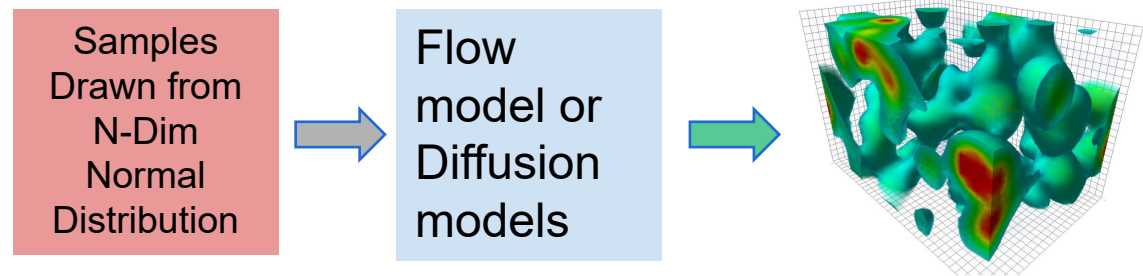 Samples
Drawn from
N-Dim
Normal
Distribution
Flow
model or
Diffusion
models